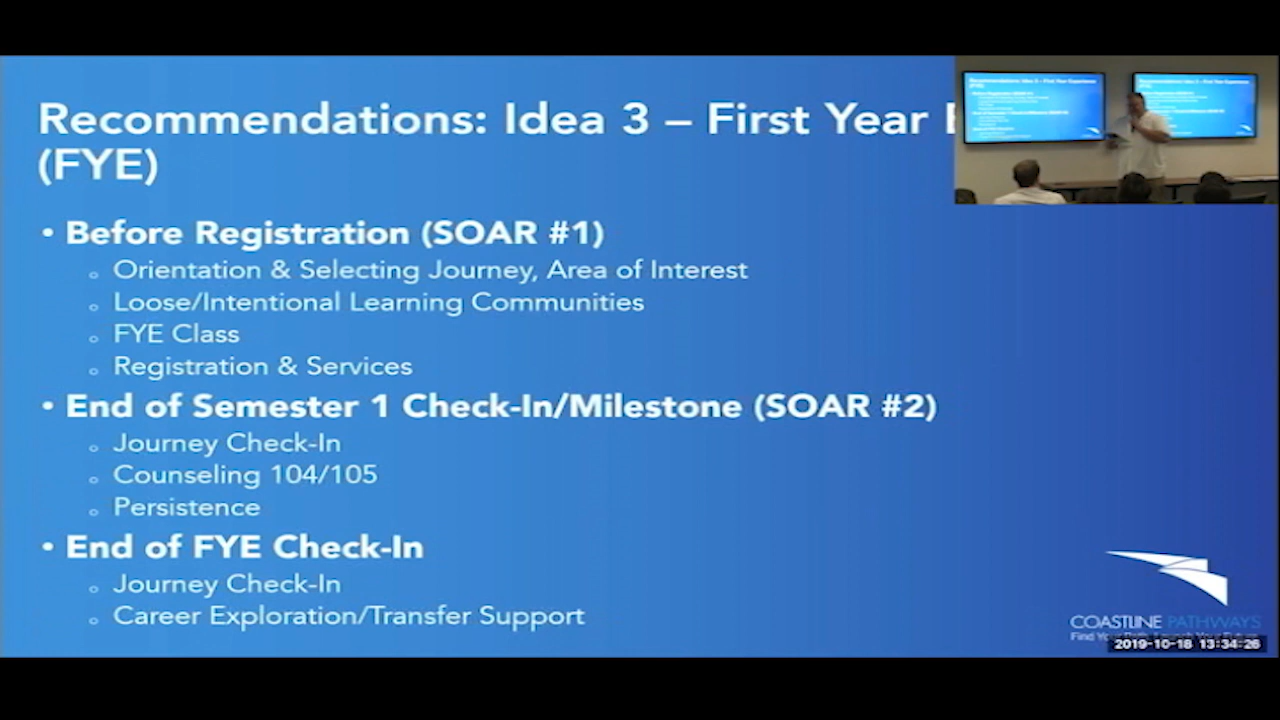 Recommendations: Idea 3 – First Year
(FYE)
• Before Registration (SOAR #1)
o Orientation & Selecting Journey, Area of Interest
o Loose/Intentional Learning Communities
o FYE Class
o Registration & Services
• End of Semester 1 Check-In/Milestone (SOAR #2)
o Journey Check-In
o Counseling 104/105
o Persistence
• End of FYE Check-In
o Journey Check-In
o Career Exploration/Transfer Support
COASTLINE PATHWAYS
Find Your Path
2019-10-18 13:34:26